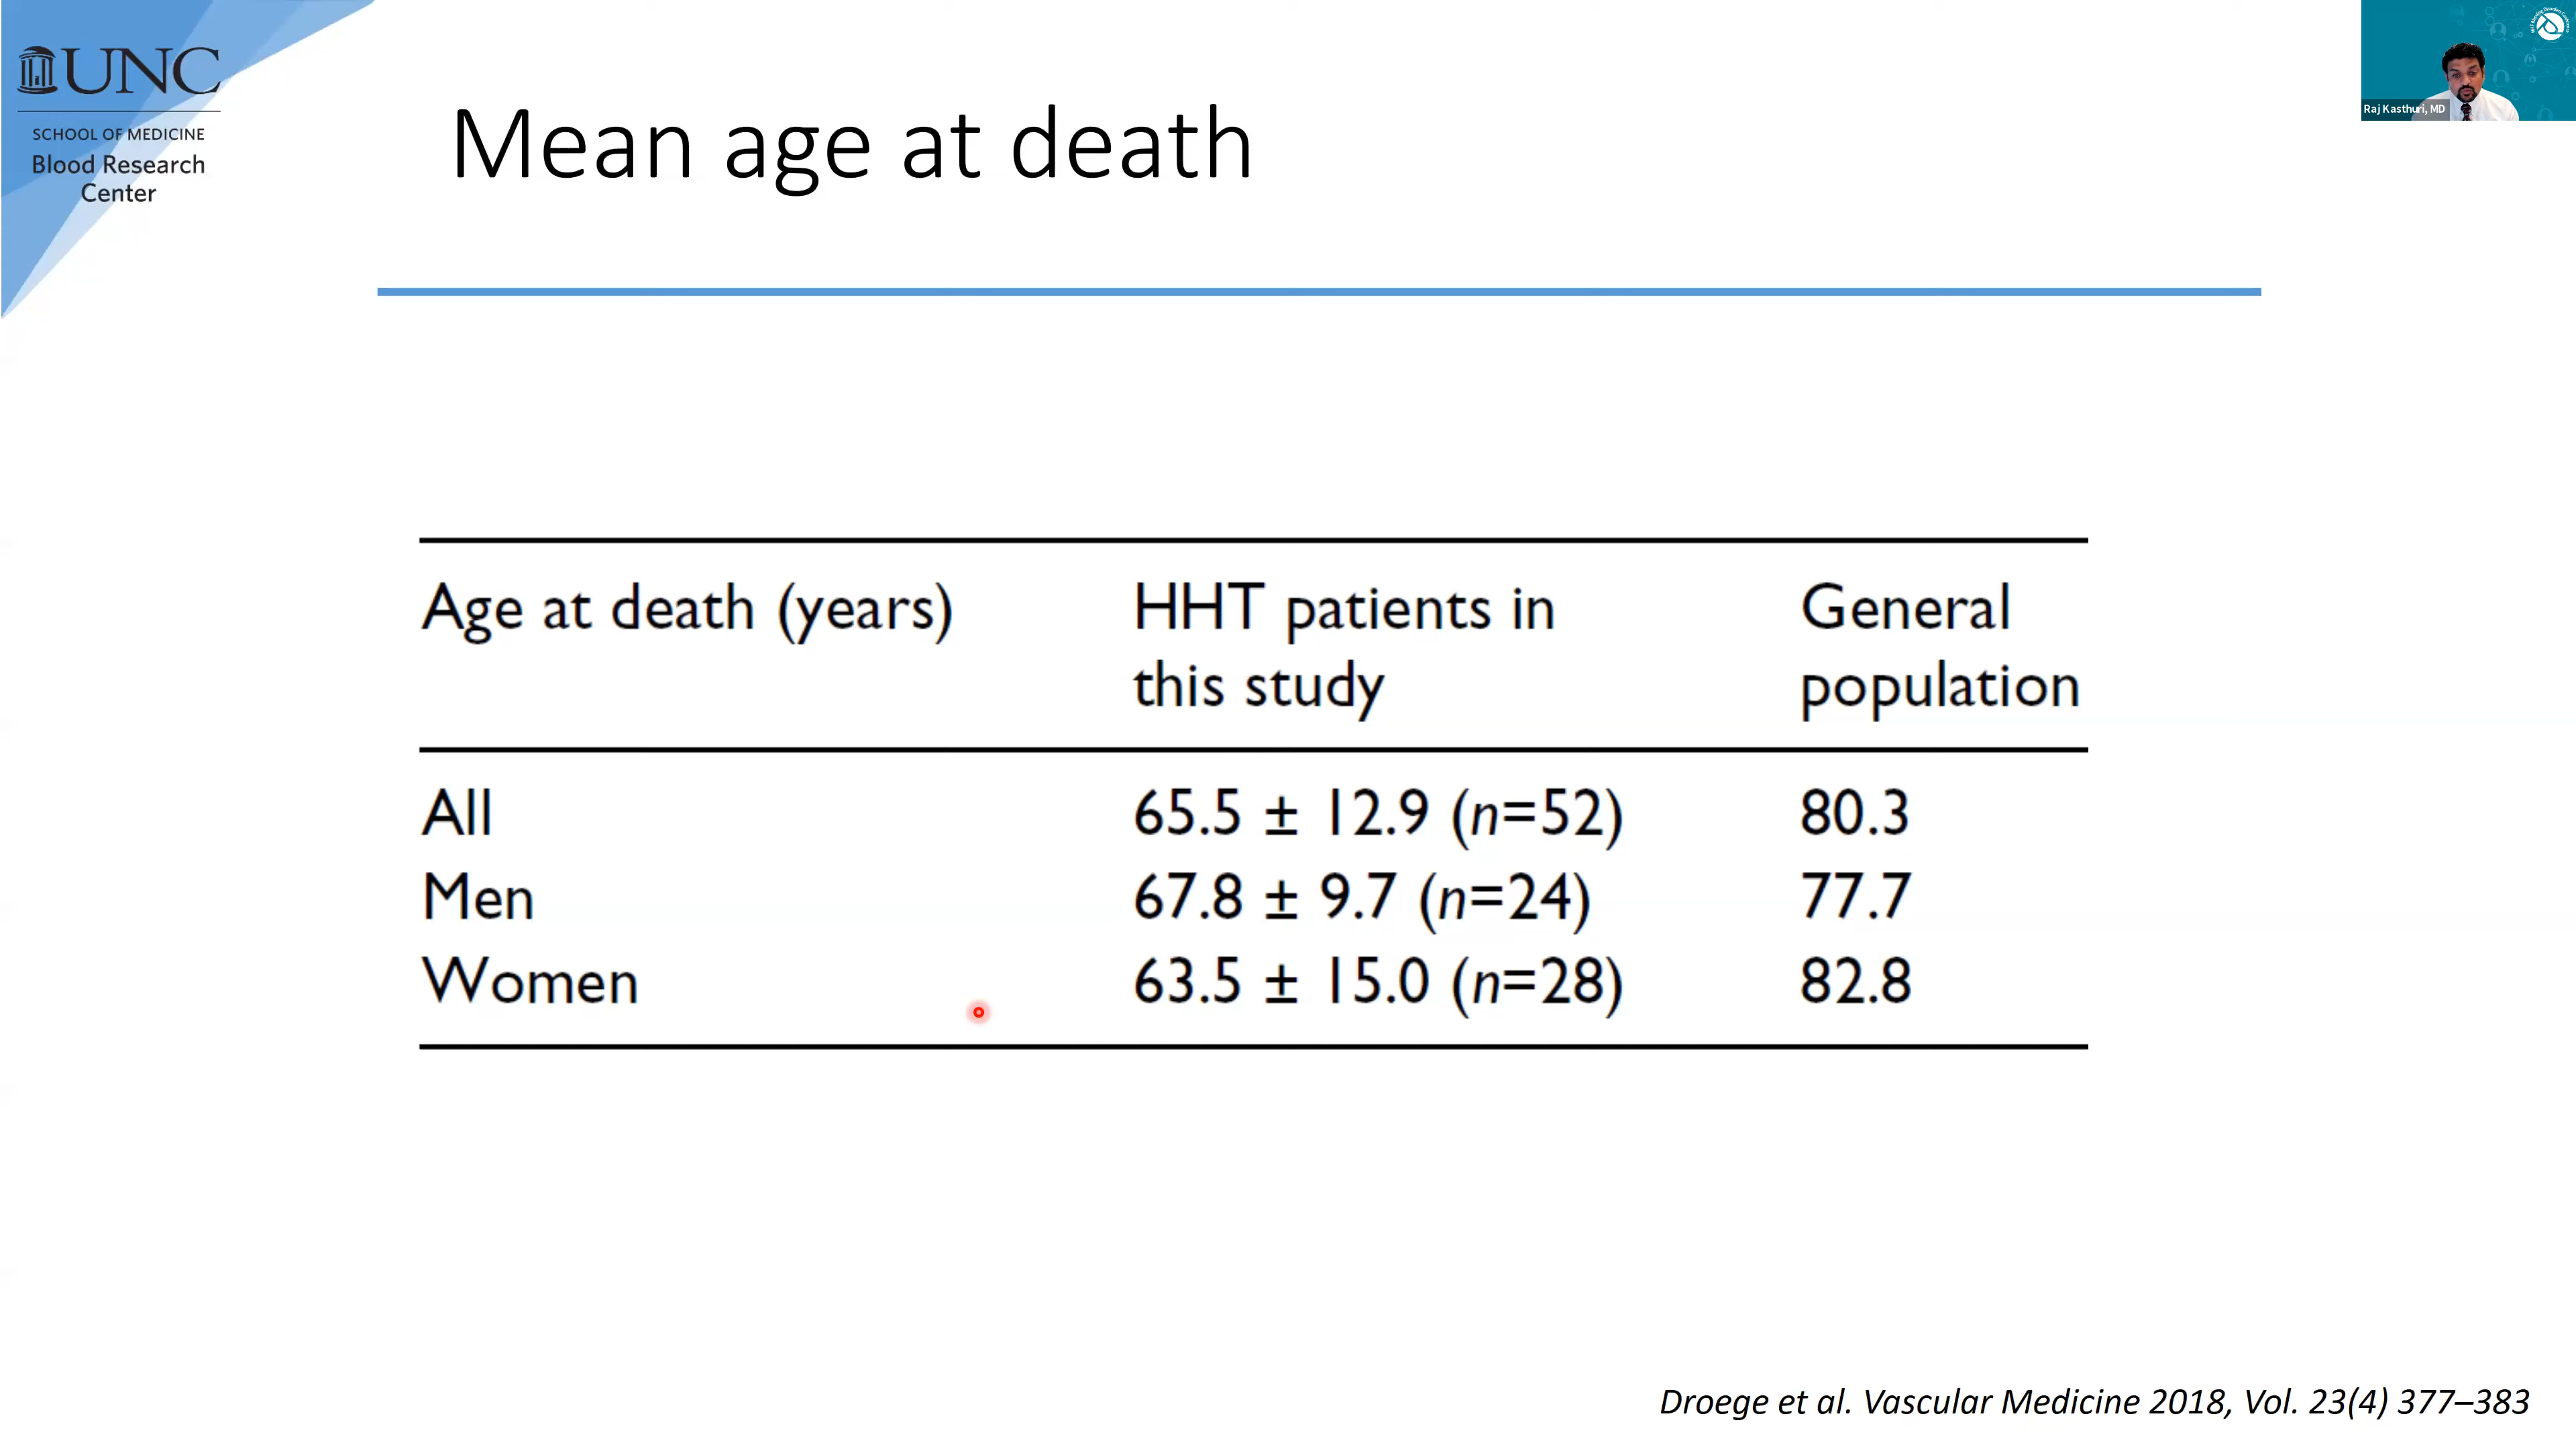 UNC
SCHOOL OF MEDICINE
Blood Research
Center
Raj Kasthuri, MD
Mean age at death
Age at death (years) HHT patients in General
this study population
All 65.5 ± 12.9 (n=52) 80.3
Men 67.8 ± 9.7 (n=24) 77.7
Women 63.5 ± 15.0 (n=28) 82.8
Droege et al. Vascular Medicine 2018, Vol. 23(4) 377–383